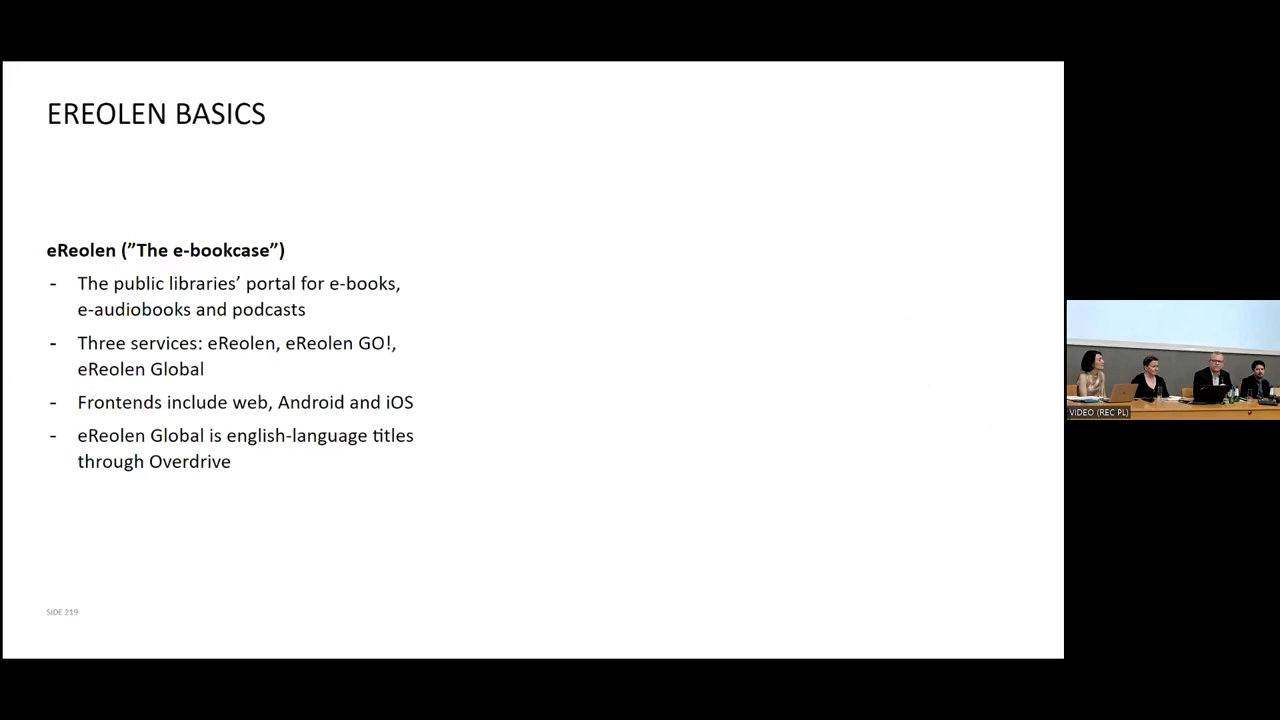 EREOLEN BASICS
eReolen (”The e-bookcase”)
- The public libraries’ portal for e-books,
e-audiobooks and podcasts
- Three services: eReolen, eReolen GO!,
eReolen Global
- Frontends include web, Android and iOS
- eReolen Global is english-language titles
through Overdrive
SIDE 219
VIDEO (REC PL)